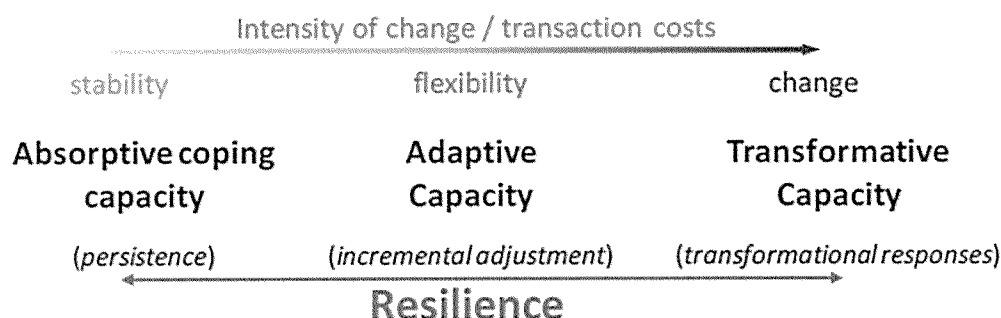 Intensity of change / transaction costs
stability flexibility change
Absorptive coping Adaptive Transformative
capacity Capacity Capacity
(persistence) (incremental adjustment) (transformational responses)
Resilience